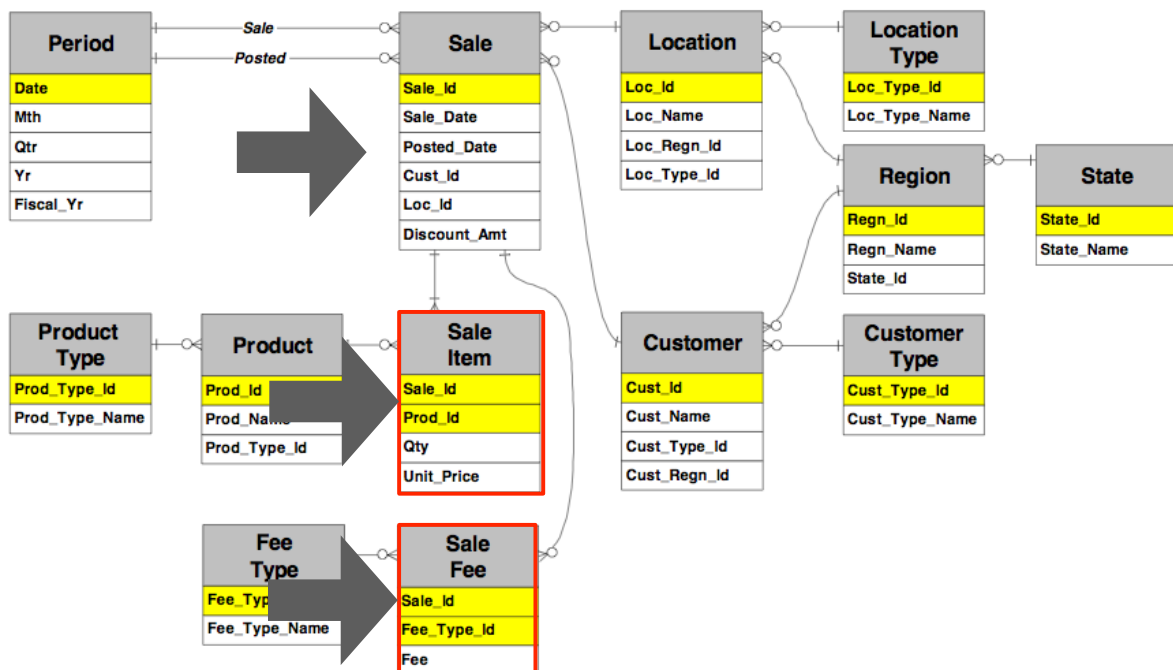 Period
Date
Mth
Qtr
Yr
Fiscal_Yr
Sale
Posted
Sale
Sale_Id
Sale_Date
Posted_Date
Cust_Id
Loc_Id
Discount_Amt
Location
Loc_Id
Loc_Name
Loc_Regn_Id
Loc_Type_Id
Location
Type
Loc_Type_Id
Loc_Type_Name
Region
Regn_Id
Regn_Name
State_Id
State
State_Id
State_Name
Product
Type
Prod_Type_Id
Prod_Type_Name
Product
Prod_Id
Prod_Name
Prod_Type_Id
Sale
Item
Sale_Id
Prod_Id
Qty
Unit_Price
Customer
Cust_Id
Cust_Name
Cust_Type_Id
Cust_Regn_Id
Customer
Type
Cust_Type_Id
Cust_Type_Name
Fee
Type
Fee_Type_Name
Sale
Fee
Sale_Id
Fee_Type_Id
Fee